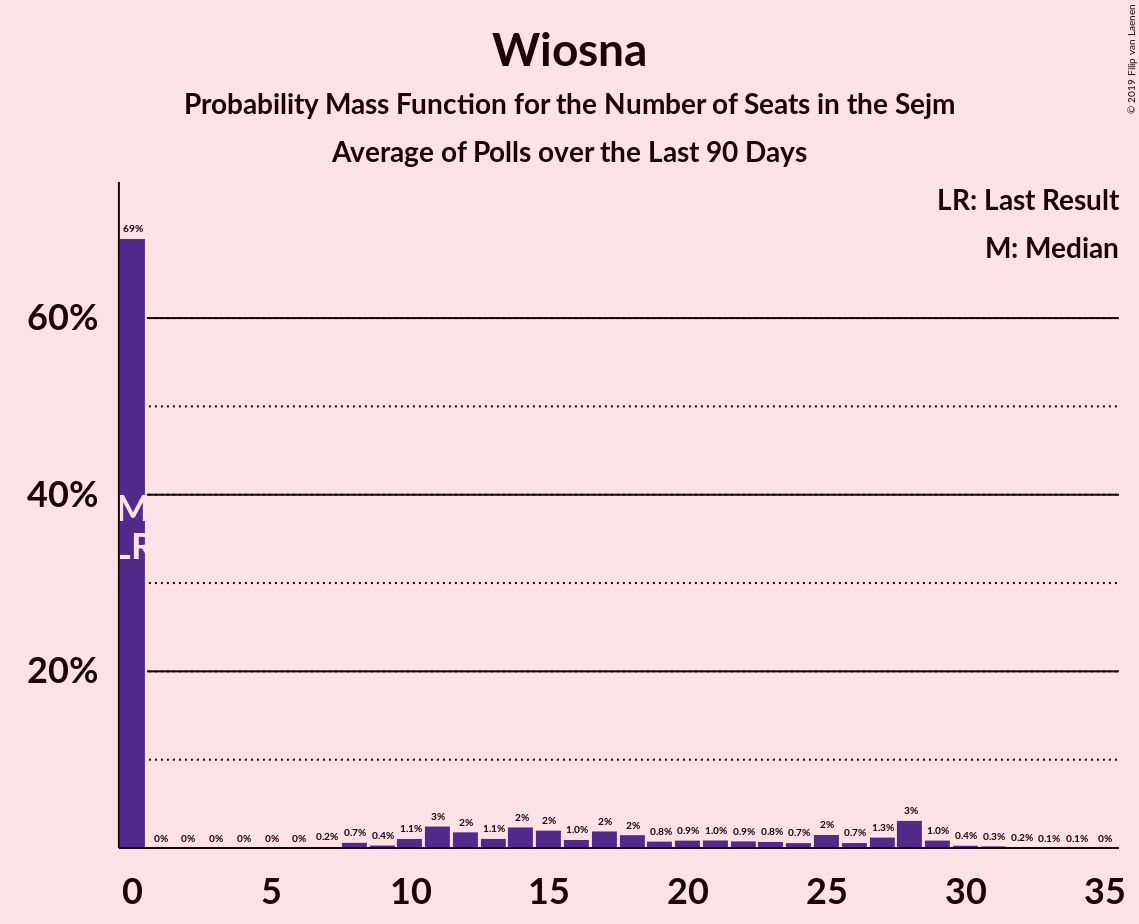 Wiosna
Probability Mass Function for the Number of Seats in the Sejm
Average of Polls over the Last 90 Days
© 2019 Filip van Laenen
LR: Last Result
M: Median
69%
60%
40%
20%
M
LR
0% 0% 0% 0% 0% 0% 0.2% 0.7% 0.4% 1.1% 3% 2% 1.1% 2% 2% 1.0% 2% 2% 0.8% 0.9% 1.0% 0.9% 0.8% 0.7% 2% 0.7% 1.3% 3% 1.0% 0.4% 0.3% 0.2% 0.1% 0.1% 0%
0 5 10 15 20 25 30 35